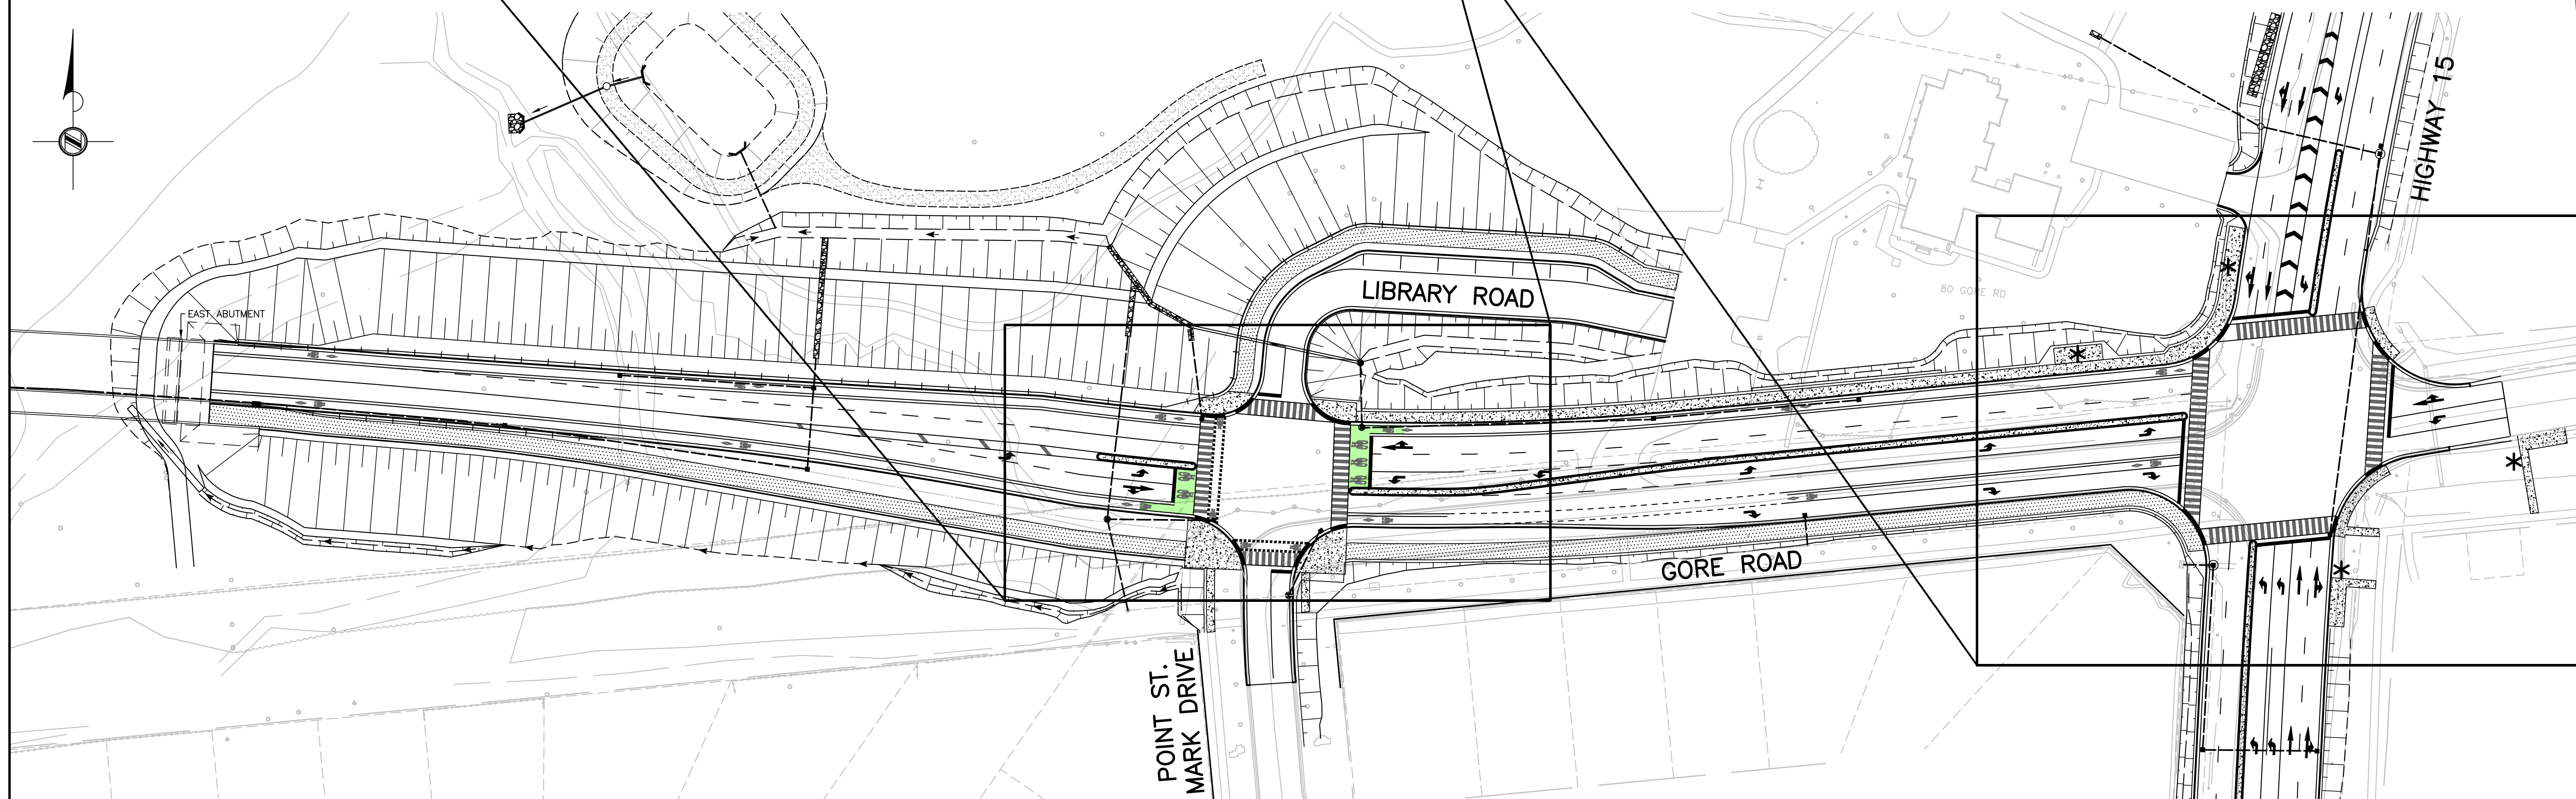 HIGHWAY 15
LIBRARY ROAD
80 GORE RD
EAST ABUTMENT
GORE ROAD
POINT ST.
MARK DRIVE